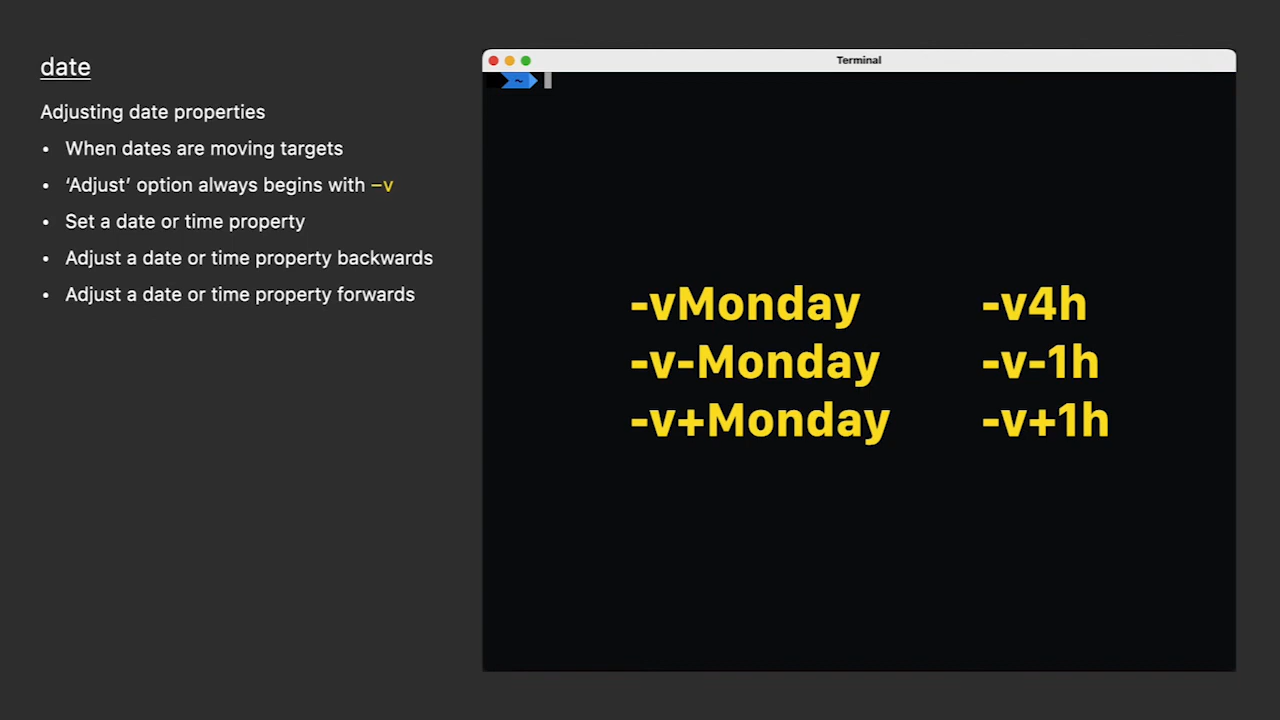 date
Adjusting date properties
• When dates are moving targets
• ‘Adjust’ option always begins with –v
• Set a date or time property
• Adjust a date or time property backwards
• Adjust a date or time property forwards
Terminal
~
-vMonday -v4h
-v-Monday -v-1h
-v+Monday -v+1h